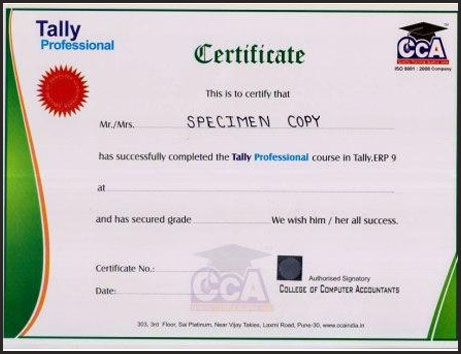 Tally
Professional
CCA
ISO 9001 : 2008 Company
Certificate
This is to certify that
Mr./Mrs. SPECIMEN COPY
has successfully completed the Tally Professional course in Tally.ERP 9
at
and has secured grade We wish him / her all success.
CCA
Certificate No.:
Authorised Signatory
Date:
COLLEGE OF COMPUTER ACCOUNTANTS
303, 3rd Floor, Sai Platinum, Near Vijay Talkies, Laxmi Road, Pune-30, www.ccaindia.in